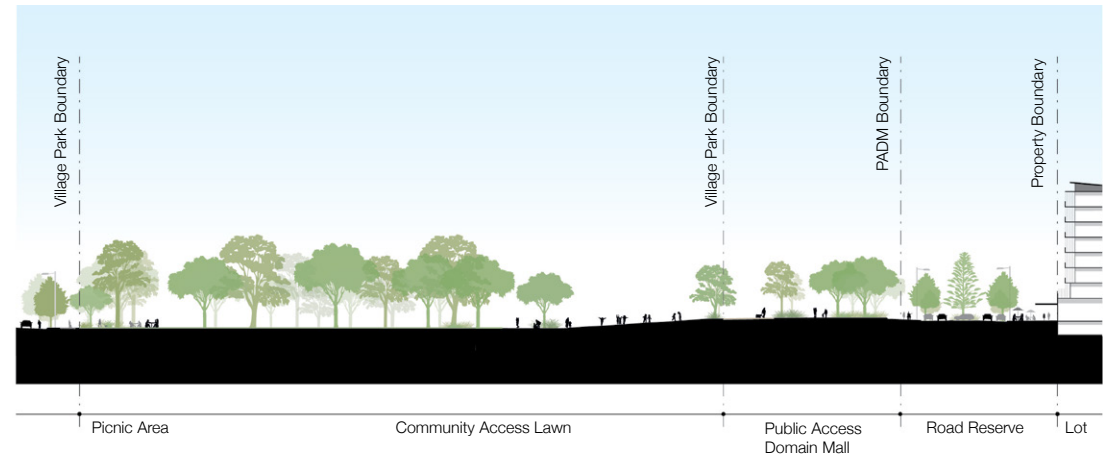 Village Park Boundary
Village Park Boundary
PADM Boundary
Property Boundary
Picnic Area
Community Access Lawn
Public Access
Domain Mall
Road Reserve
Lot